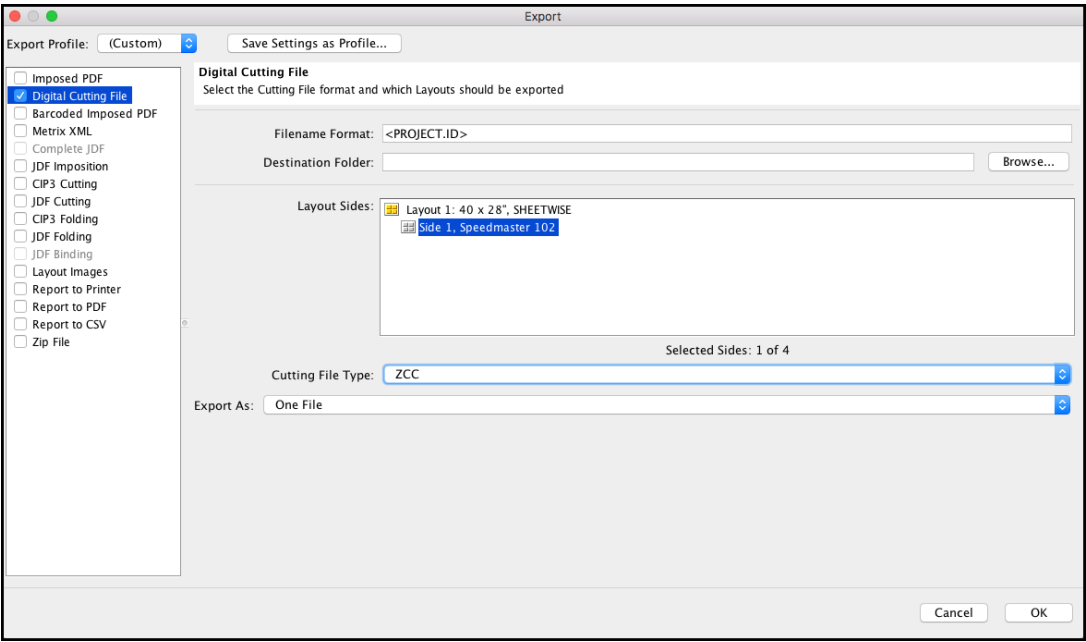 Export
Export Profile: (Custom) Save Settings as Profile...
Imposed PDF
Digital Cutting File
Barcoded Imposed PDF
Metrix XML
Complete JDF
JDF Imposition
CIP3 Cutting
JDF Cutting
CIP3 Folding
JDF Folding
JDF Binding
Layout Images
Report to Printer
Report to PDF
Report to CSV
Zip File
Digital Cutting File
Select the Cutting File format and which Layouts should be exported
Filename Format: <PROJECT.ID>
Destination Folder: Browse...
Layout Sides: Layout 1: 40 x 28", SHEETWISE
Side 1, Speedmaster 102
Selected Sides: 1 of 4
Cutting File Type: ZCC
Export As: One File
Cancel OK